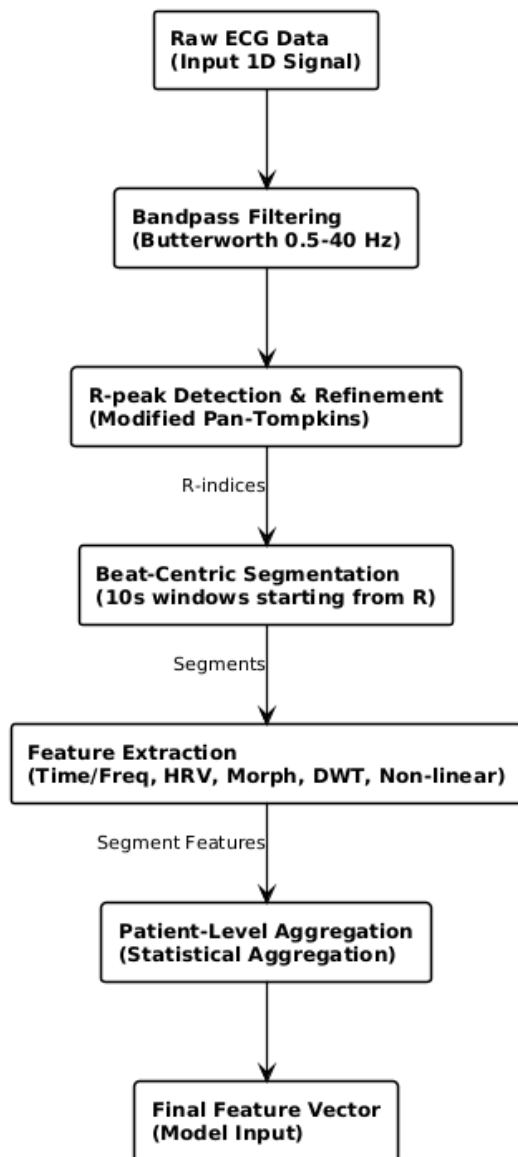 Raw ECG Data
(Input 1D Signal)
Bandpass Filtering
(Butterworth 0.5-40 Hz)
R-peak Detection & Refinement
(Modified Pan-Tompkins)
R-indices
Beat-Centric Segmentation
(10s windows starting from R)
Segments
Feature Extraction
(Time/Freq, HRV, Morph, DWT, Non-linear)
Segment Features
Patient-Level Aggregation
(Statistical Aggregation)
Final Feature Vector
(Model Input)